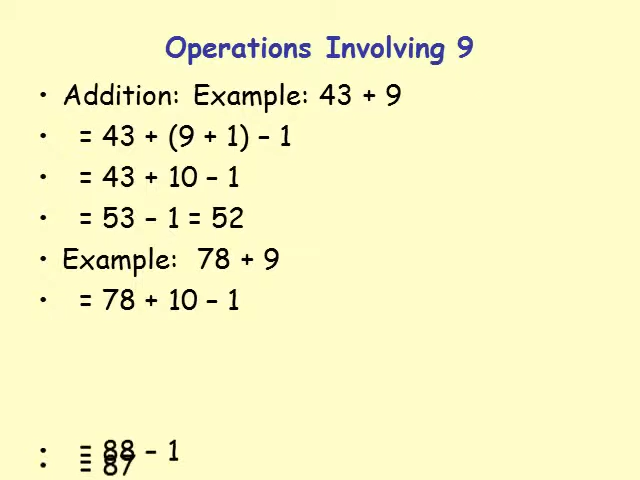 Operations Involving 9
• Addition: Example: 43 + 9
• = 43 + (9 + 1) – 1
• = 43 + 10 – 1
• = 53 – 1 = 52
• Example: 78 + 9
• = 78 + 10 – 1
• = 88 – 1
• = 87